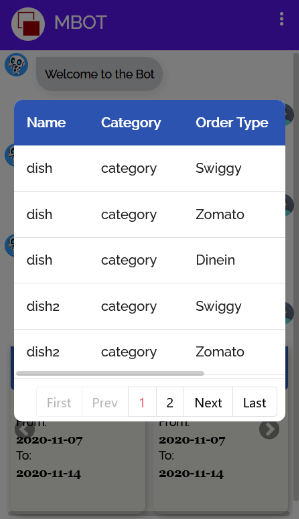 MBOT
Welcome to the Bot
Name Category Order Type
dish category Swiggy
dish category Zomato
dish category Dinein
dish2 category Swiggy
dish2 category Zomato
First Prev 1 2 Next Last
From: From:
2020-11-07 2020-11-07
To: To:
2020-11-14 2020-11-14